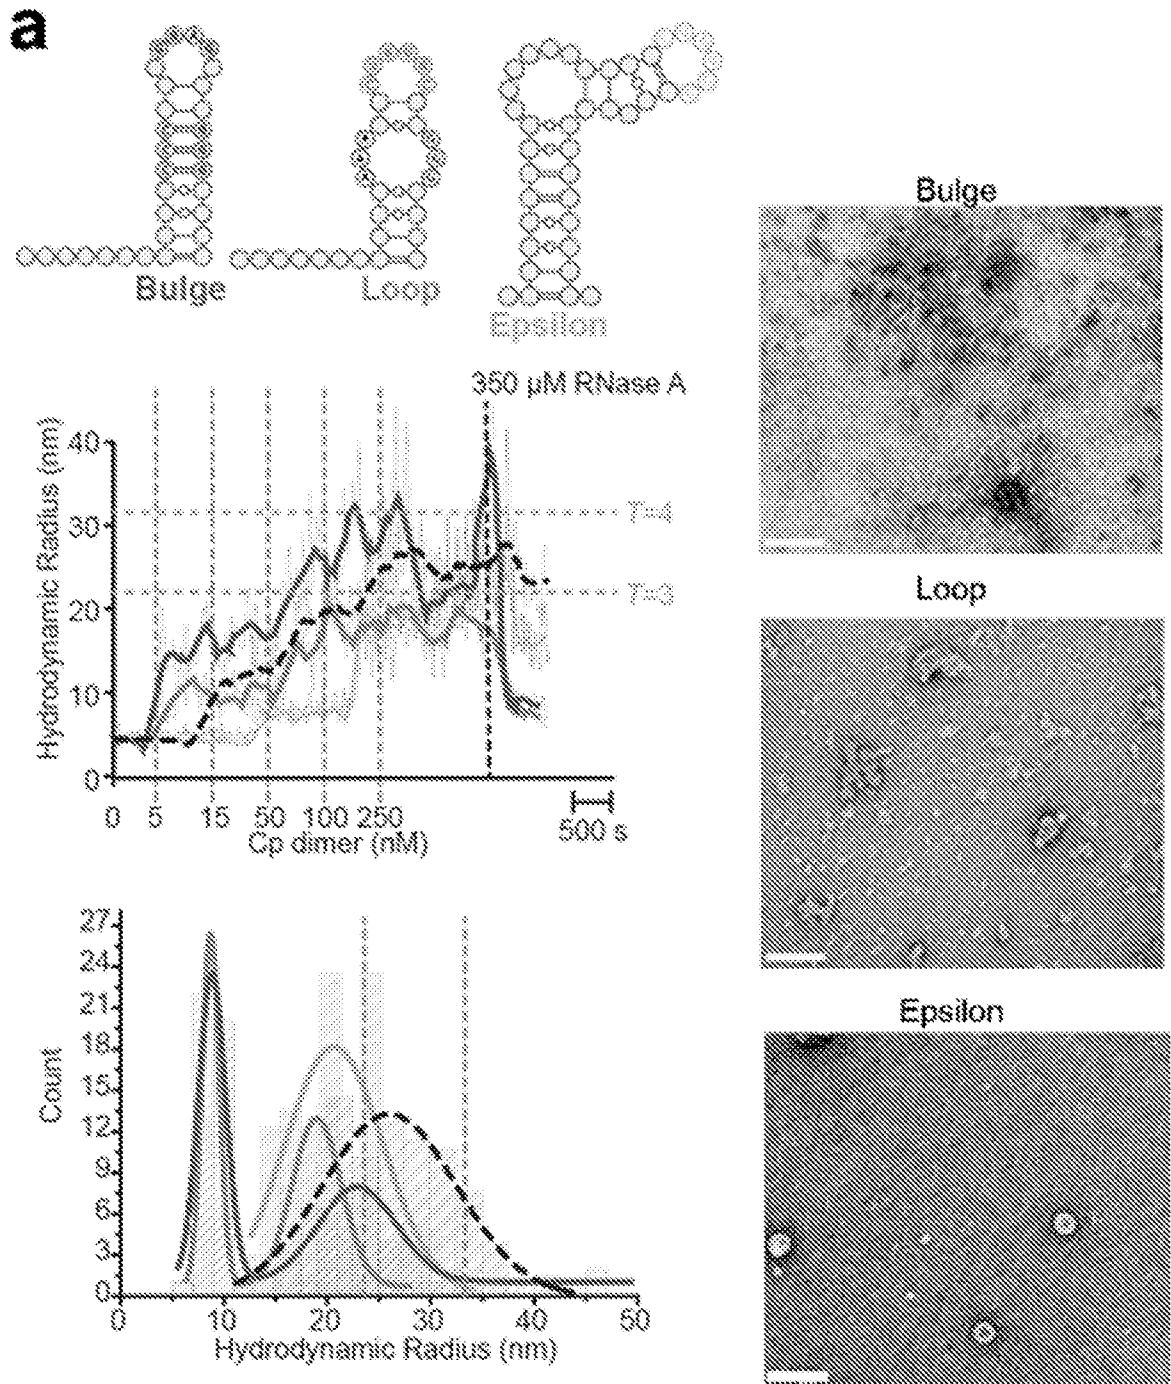 a
Bulge
Loop
Epsilon
350 µM RNase A
Hydrodynamic Radius (nm)
40
30
20
10
0
T=4
T=3
0 5 15 50 100 250
Cp dimer (nM)
500 s
Count
27
24
21
18
15
12
9
6
3
0
0 10 20 30 40 50
Hydrodynamic Radius (nm)
Bulge
Loop
Epsilon